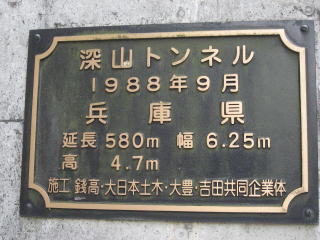 深山トンネル
1988年9月
兵庫県
延長 580m 幅 6.25m
高 4.7m
施工 銭高・大日本土木・大豊・吉田共同企業体